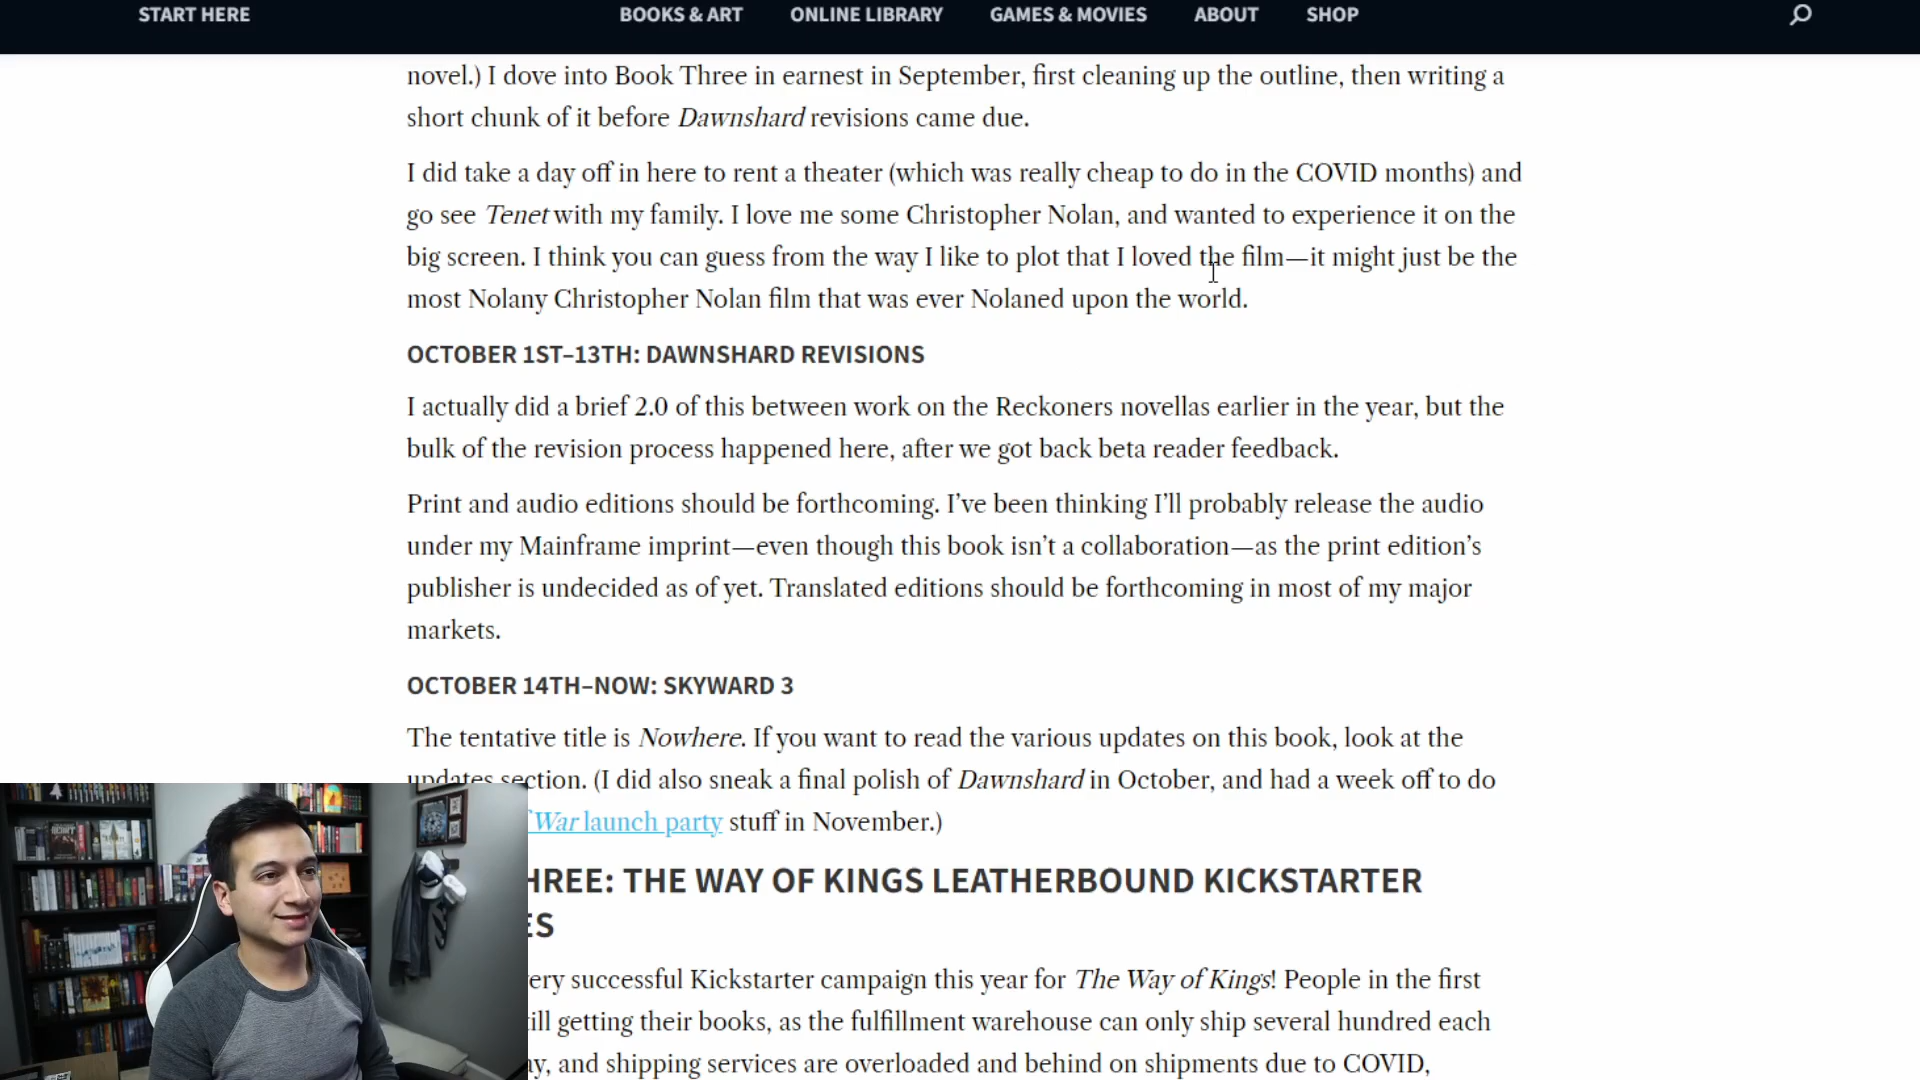 START HERE BOOKS & ART ONLINE LIBRARY GAMES & MOVIES ABOUT SHOP
novel.) I dove into Book Three in earnest in September, first cleaning up the outline, then writing a
short chunk of it before Dawnshard revisions came due.
I did take a day off in here to rent a theater (which was really cheap to do in the COVID months) and
go see Tenet with my family. I love me some Christopher Nolan, and wanted to experience it on the
big screen. I think you can guess from the way I like to plot that I loved the film—it might just be the
most Nolany Christopher Nolan film that was ever Nolaned upon the world.
OCTOBER 1ST–13TH: DAWNSHARD REVISIONS
I actually did a brief 2.0 of this between work on the Reckoners novellas earlier in the year, but the
bulk of the revision process happened here, after we got back beta reader feedback.
Print and audio editions should be forthcoming. I’ve been thinking I’ll probably release the audio
under my Mainframe imprint—even though this book isn’t a collaboration—as the print edition’s
publisher is undecided as of yet. Translated editions should be forthcoming in most of my major
markets.
OCTOBER 14TH–NOW: SKYWARD 3
The tentative title is Nowhere. If you want to read the various updates on this book, look at the
updates section. (I did also sneak a final polish of Dawnshard in October, and had a week off to do
War launch party stuff in November.)
HREE: THE WAY OF KINGS LEATHERBOUND KICKSTARTER
ES
ery successful Kickstarter campaign this year for The Way of Kings! People in the first
till getting their books, as the fulfillment warehouse can only ship several hundred each
ay, and shipping services are overloaded and behind on shipments due to COVID,